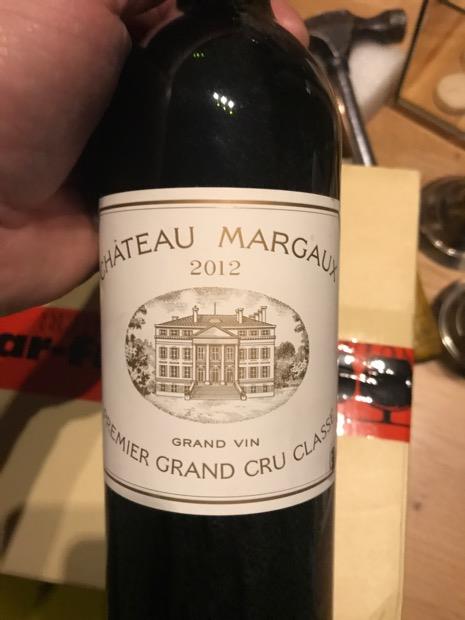 CHÂTEAU MARGAUX
2012
GRAND VIN
PREMIER GRAND CRU CLASSÉ